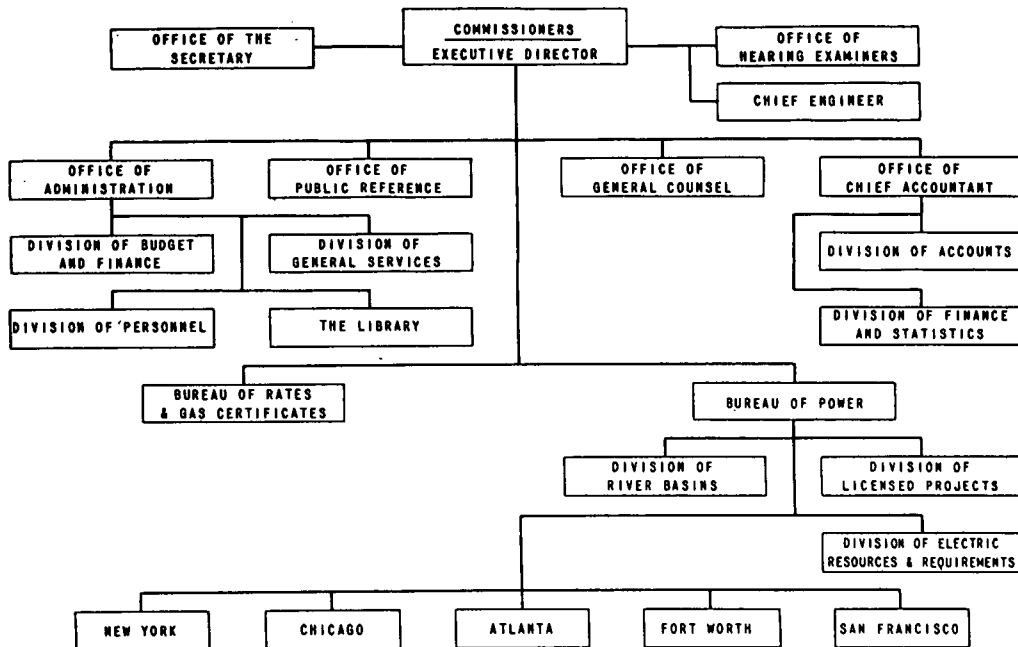 COMMISSIONERS
EXECUTIVE DIRECTOR
OFFICE OF THE
SECRETARY
OFFICE OF
HEARING EXAMINERS
CHIEF ENGINEER
OFFICE OF
ADMINISTRATION
OFFICE OF
PUBLIC REFERENCE
OFFICE OF
GENERAL COUNSEL
OFFICE OF
CHIEF ACCOUNTANT
DIVISION OF BUDGET
AND FINANCE
DIVISION OF
GENERAL SERVICES
DIVISION OF ACCOUNTS
DIVISION OF PERSONNEL
THE LIBRARY
DIVISION OF FINANCE
AND STATISTICS
BUREAU OF RATES
& GAS CERTIFICATES
BUREAU OF POWER
DIVISION OF
RIVER BASINS
DIVISION OF
LICENSED PROJECTS
DIVISION OF ELECTRIC
RESOURCES & REQUIREMENTS
NEW YORK
CHICAGO
ATLANTA
FORT WORTH
SAN FRANCISCO